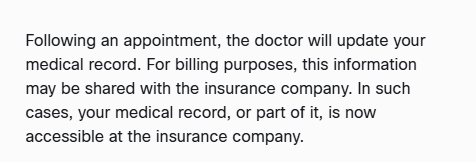 Following an appointment, the doctor will update your
medical record. For billing purposes, this information
may be shared with the insurance company. In such
cases, your medical record, or part of it, is now
accessible at the insurance company.